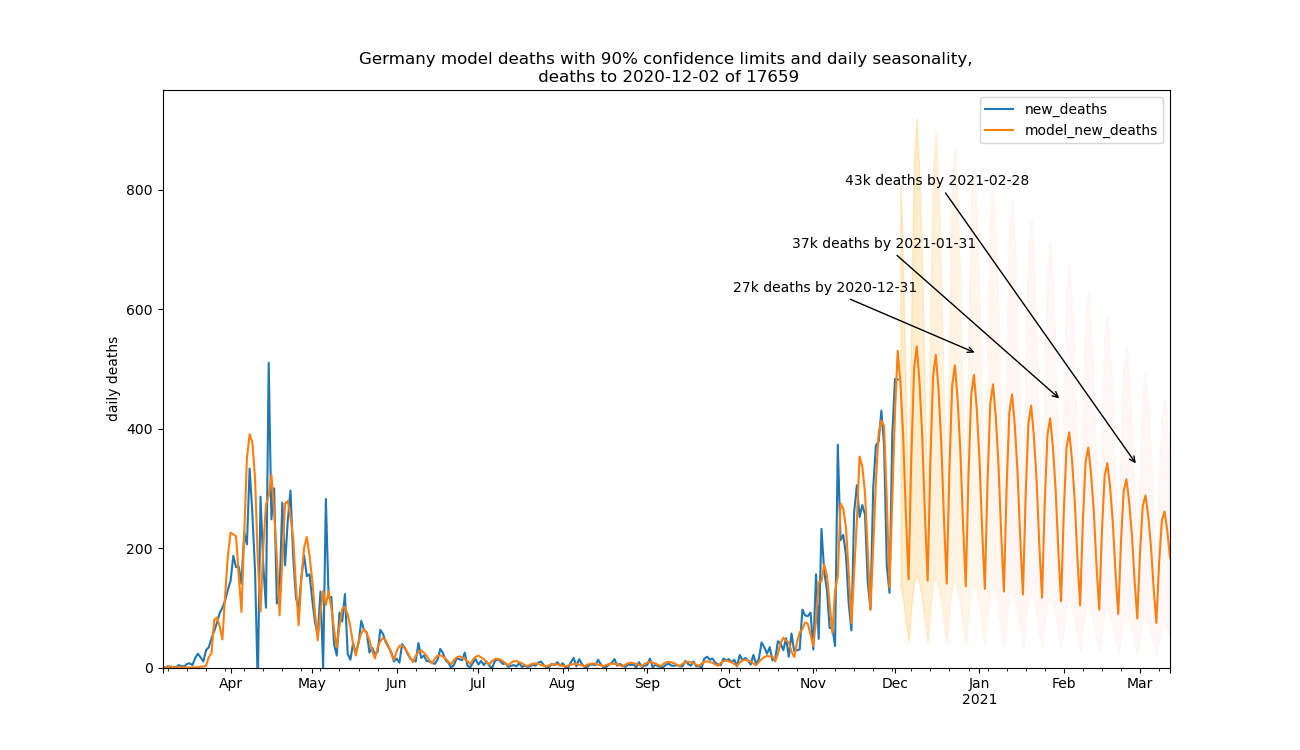 Germany model deaths with 90% confidence limits and daily seasonality,
deaths to 2020-12-02 of 17659
new_deaths
model_new_deaths
43k deaths by 2021-02-28
37k deaths by 2021-01-31
27k deaths by 2020-12-31
daily deaths
800
600
400
200
0
Apr May Jun Jul Aug Sep Oct Nov Dec Jan Feb Mar
2021